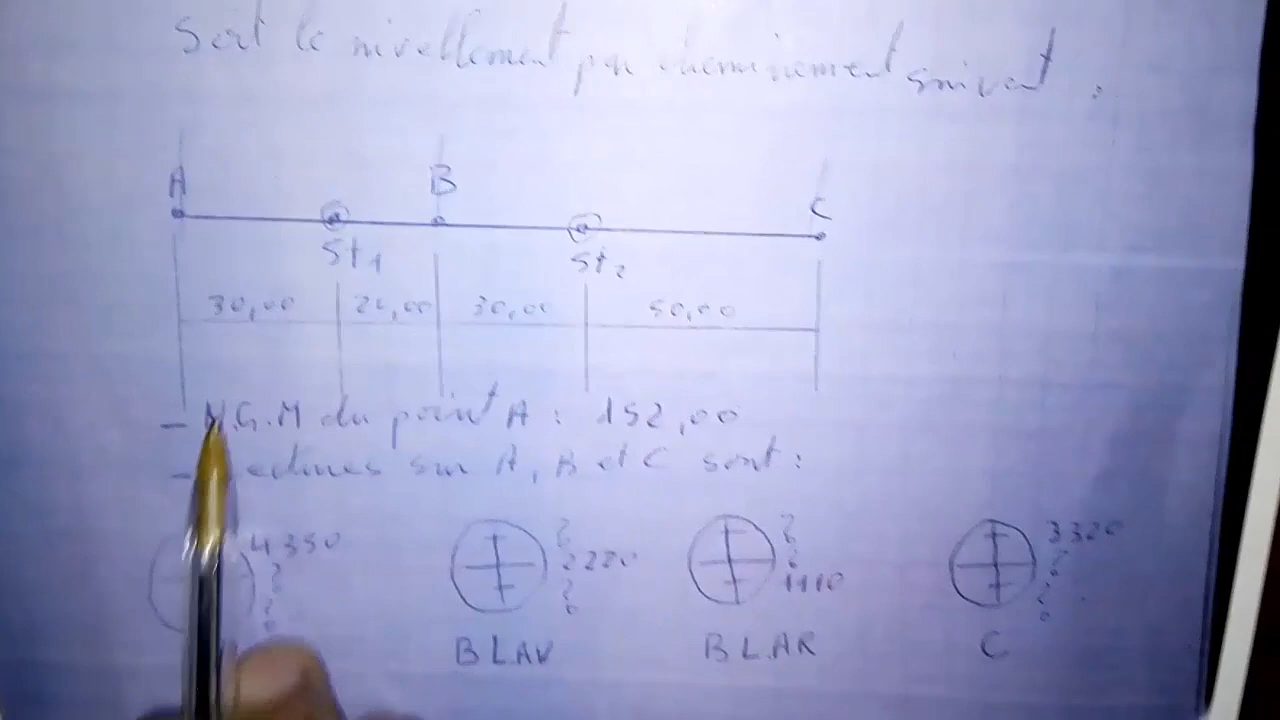 Soit le nivellement par cheminement suivant :
A B C
St1 St2
30,00 20,00 30,00 50,00
- N.G.M du point A : 152,00
- Lectures sur A, B et C sont :
4350 ? ? 3320
? 2220 ? ?
? ? 1110 ?
B LAV B LAR C